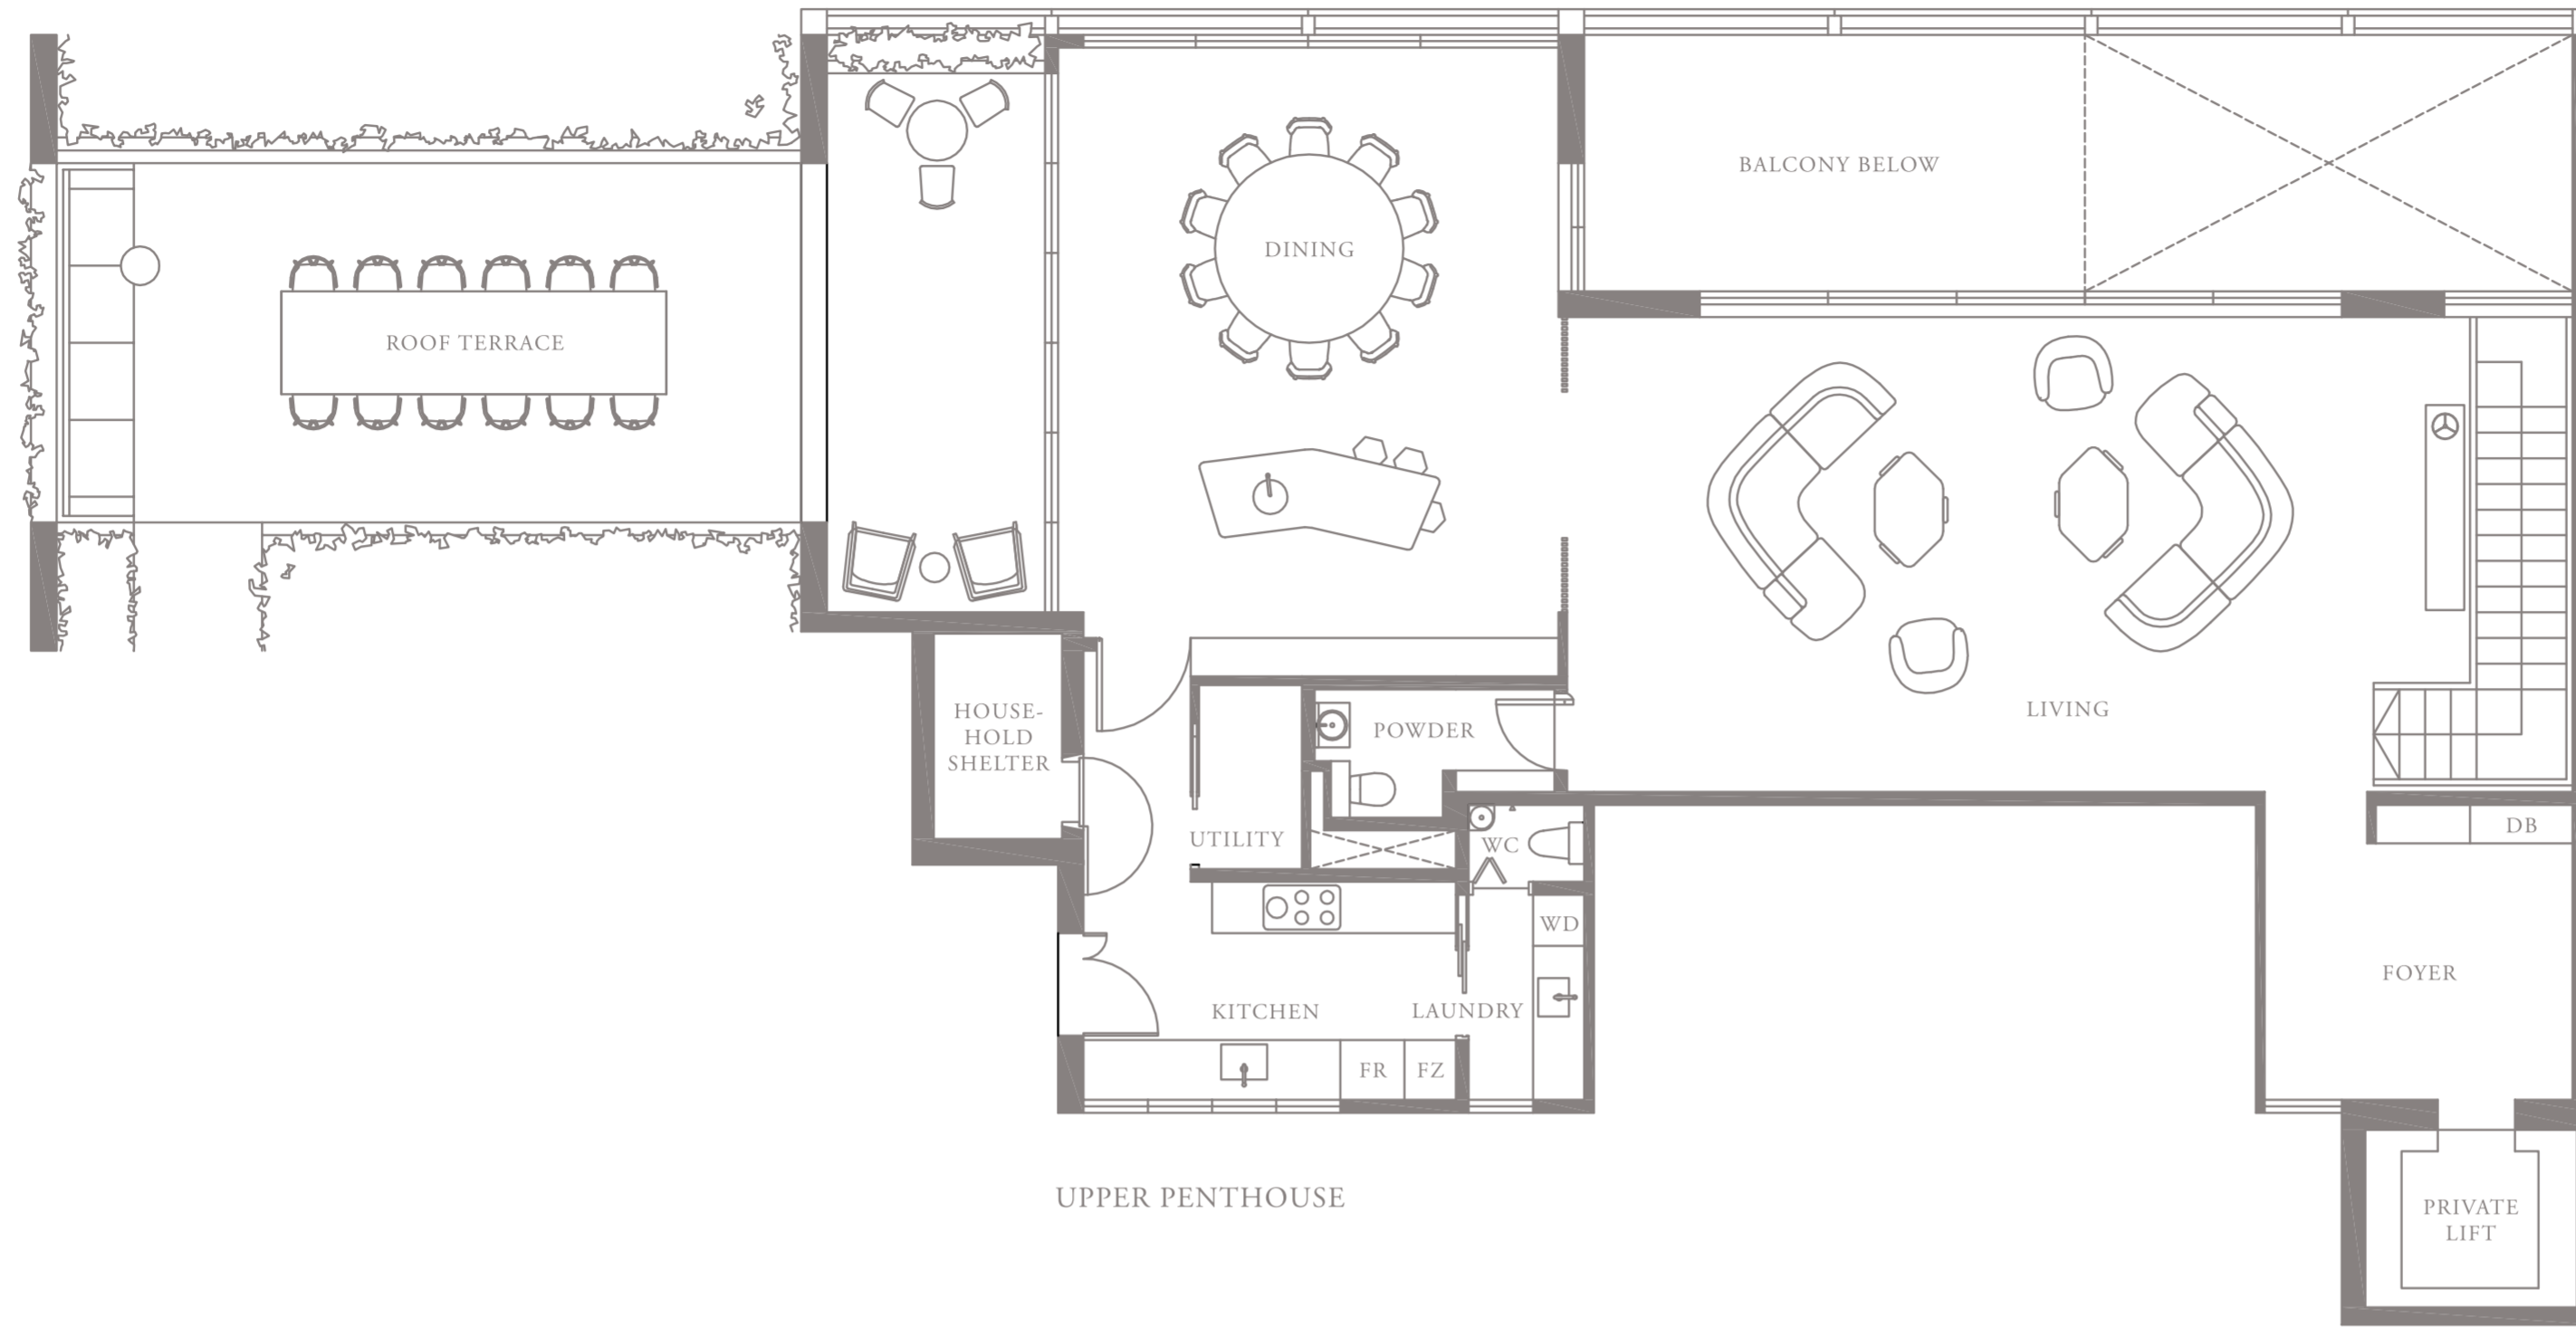 BALCONY BELOW
DINING
ROOF TERRACE
HOUSE-
HOLD
SHELTER
POWDER
LIVING
UTILITY
WC
DB
WD
FOYER
KITCHEN
LAUNDRY
FR
FZ
UPPER PENTHOUSE
PRIVATE
LIFT